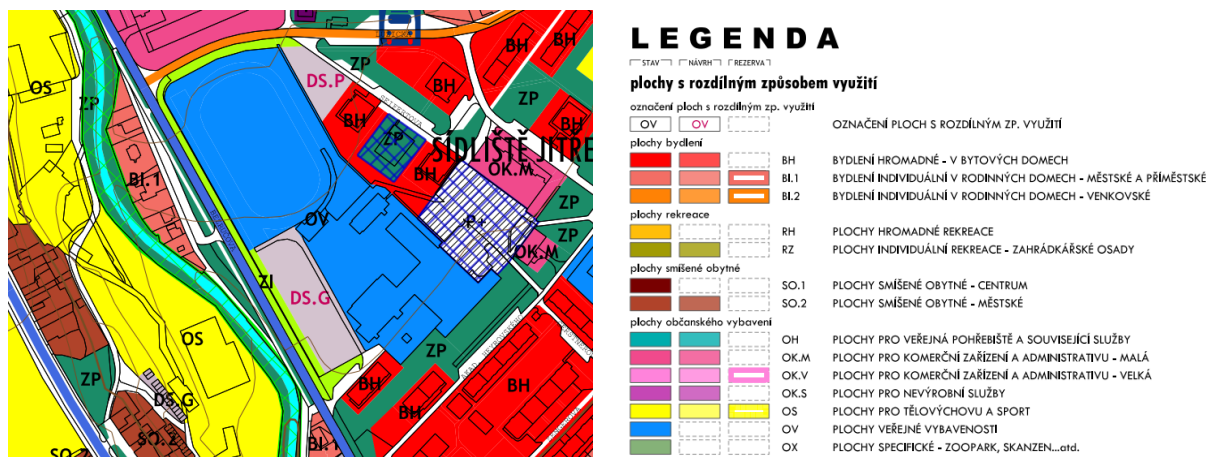 OS
ZP
BI.1
DS.P
ZP
BH
BH
BH
ZP
BH
BH
ZP
BH
SÍDLIŠTĚ JITŘE
OK.M
OV
P+
ZP
ZP
OK.M
ZI
DS.G
OS
ZP
DS.G
SO.2
ZP
BH
BH
BH
BI.1
SO.2
LEGENDA
STAV NÁVRH REZERVA
plochy s rozdílným způsobem využití
označení ploch s rozdílným zp. využití
OV OV OZNAČENÍ PLOCH S ROZDÍLNÝM ZP. VYUŽITÍ
plochy bydlení
BH BYDLENÍ HROMADNÉ - V BYTOVÝCH DOMECH
BI.1 BYDLENÍ INDIVIDUÁLNÍ V RODINNÝCH DOMECH - MĚSTSKÉ A PŘÍMĚSTSKÉ
BI.2 BYDLENÍ INDIVIDUÁLNÍ V RODINNÝCH DOMECH - VENKOVSKÉ
plochy rekreace
RH PLOCHY HROMADNÉ REKREACE
RZ PLOCHY INDIVIDUÁLNÍ REKREACE - ZAHRÁDKÁŘSKÉ OSADY
plochy smíšené obytné
SO.1 PLOCHY SMÍŠENÉ OBYTNÉ - CENTRUM
SO.2 PLOCHY SMÍŠENÉ OBYTNÉ - MĚSTSKÉ
plochy občanského vybavení
OH PLOCHY PRO VEŘEJNÁ POHŘEBIŠTĚ A SOUVISEJÍCÍ SLUŽBY
OK.M PLOCHY PRO KOMERČNÍ ZAŘÍZENÍ A ADMINISTRATIVU - MALÁ
OK.V PLOCHY PRO KOMERČNÍ ZAŘÍZENÍ A ADMINISTRATIVU - VELKÁ
OK.S PLOCHY PRO NEVÝROBNÍ SLUŽBY
OS PLOCHY PRO TĚLOVÝCHOVU A SPORT
OV PLOCHY VEŘEJNÉ VYBAVENOSTI
OX PLOCHY SPECIFICKÉ - ZOOPARK, SKANZEN...atd.